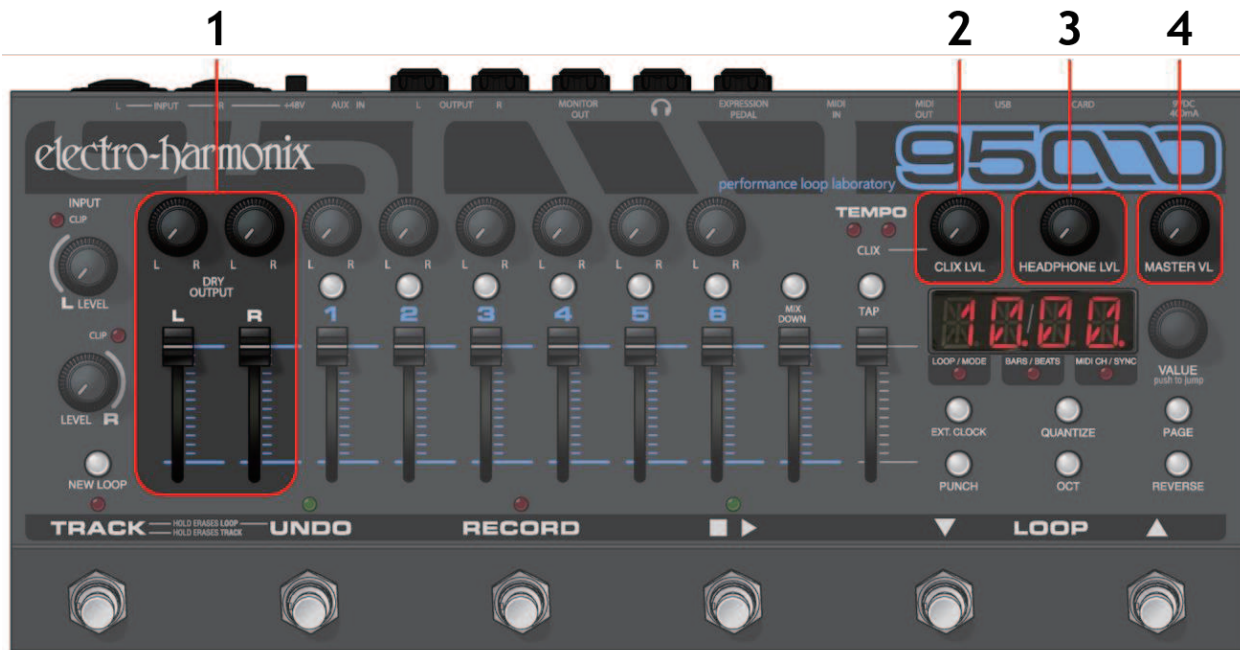 1 2 3 4
L INPUT R +48V AUX IN L OUTPUT R MONITOR OUT EXPRESSION PEDAL MIDI IN MIDI OUT USB CARD 9VDC 400mA
electro-harmonix
95000
performance loop laboratory
INPUT
CLIP
L LEVEL
CLIP
LEVEL R
NEW LOOP
L R L R
DRY OUTPUT
L R
L R L R L R L R L R L R
1 2 3 4 5 6
MIX DOWN
TEMPO
CLIX
TAP
CLIX LVL HEADPHONE LVL MASTER VL
LOOP / MODE BARS / BEATS MIDI CH / SYNC
VALUE
push to jump
EXT. CLOCK QUANTIZE PAGE
PUNCH OCT REVERSE
TRACK HOLD ERASES LOOP UNDO RECORD LOOP
HOLD ERASES TRACK